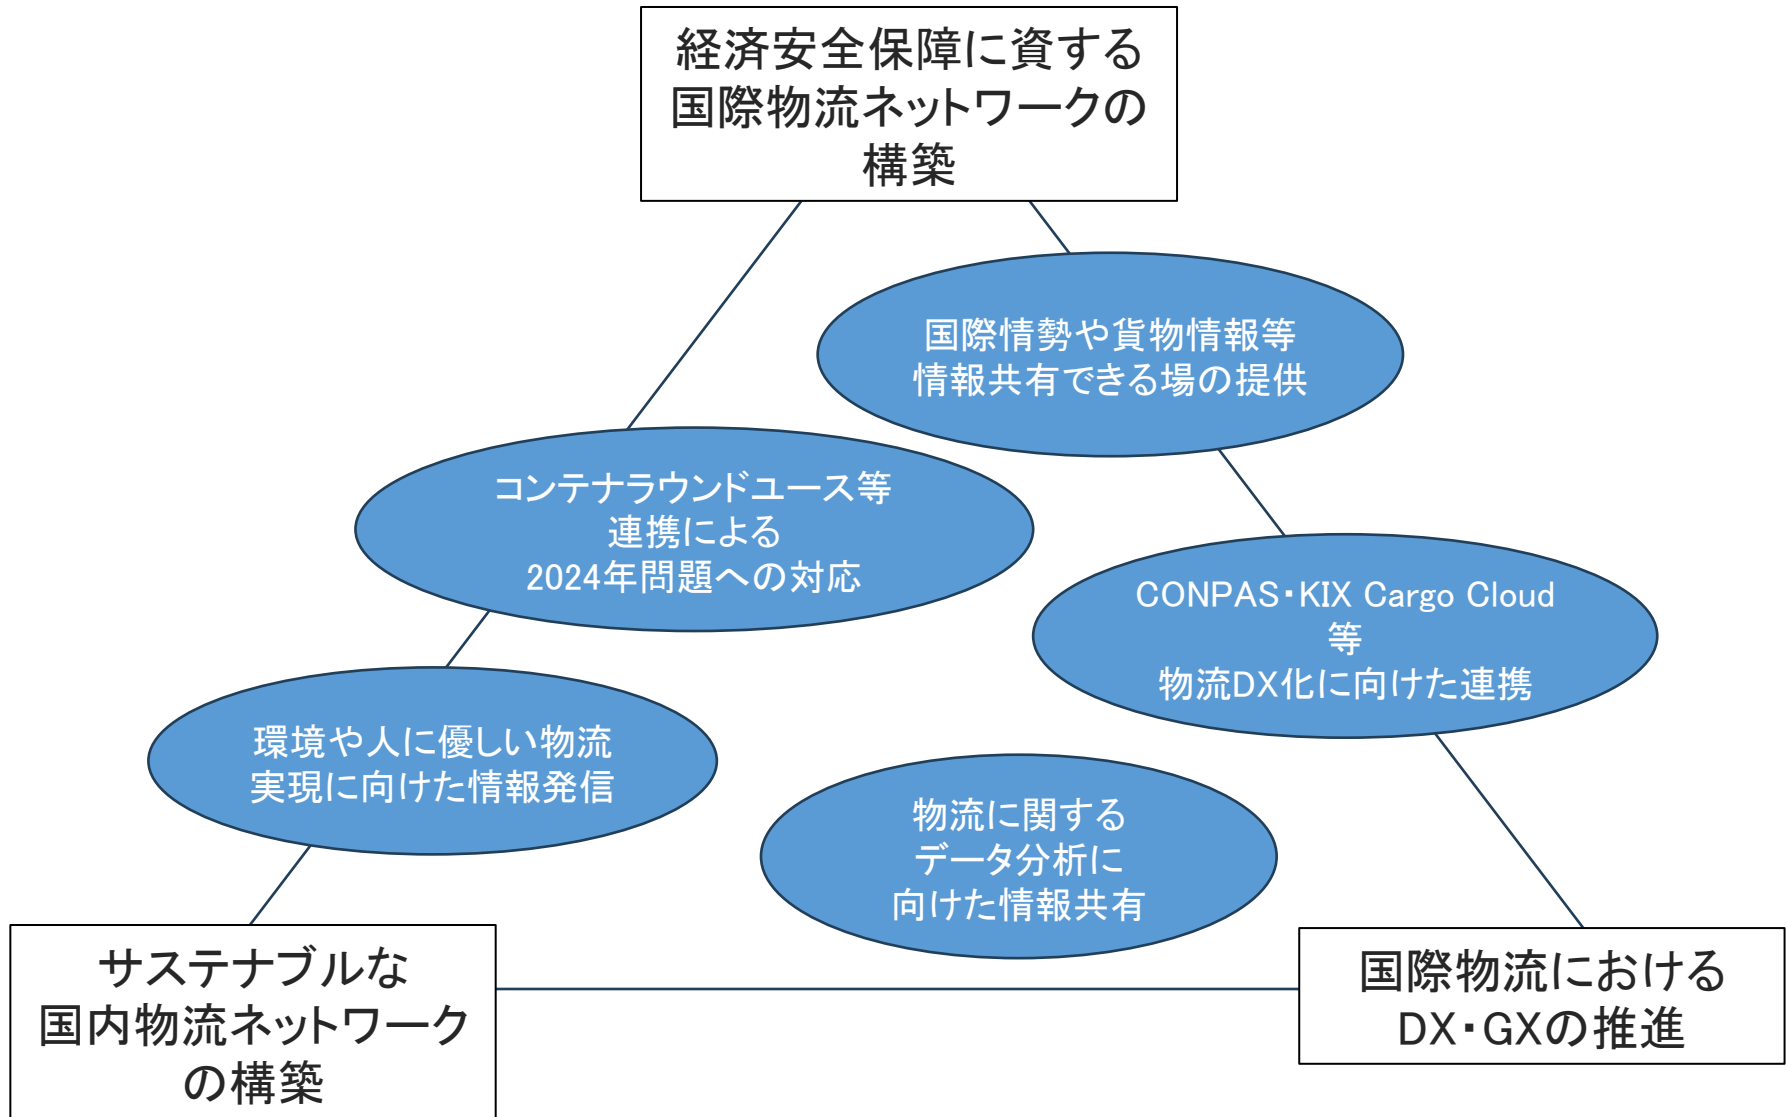 経済安全保障に資する
国際物流ネットワークの
構築
国際情勢や貨物情報等
情報共有できる場の提供
コンテナラウンドユース等
連携による
2024年問題への対応
CONPAS・KIX Cargo Cloud
等
物流DX化に向けた連携
環境や人に優しい物流
実現に向けた情報発信
物流に関する
データ分析に
向けた情報共有
サステナブルな
国内物流ネットワーク
の構築
国際物流における
DX・GXの推進